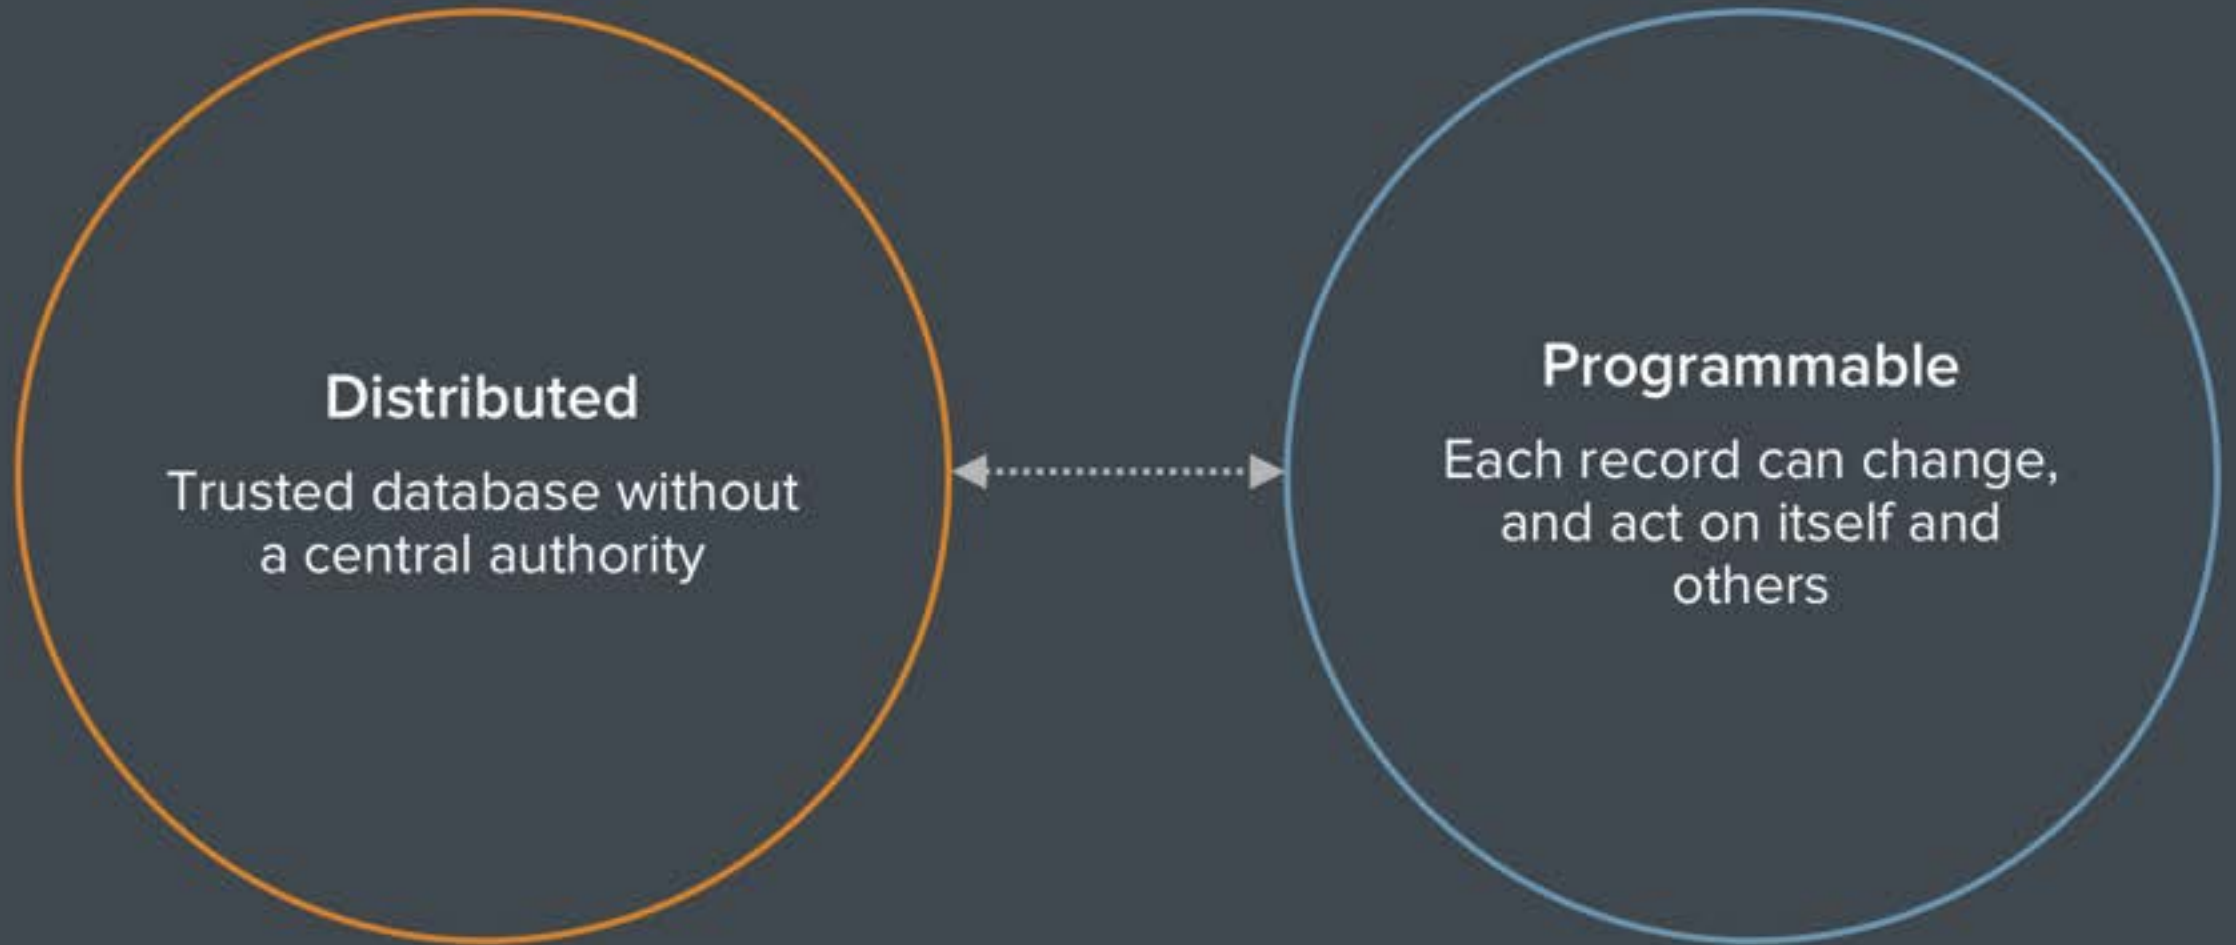 Distributed
Trusted database without
a central authority
Programmable
Each record can change,
and act on itself and
others